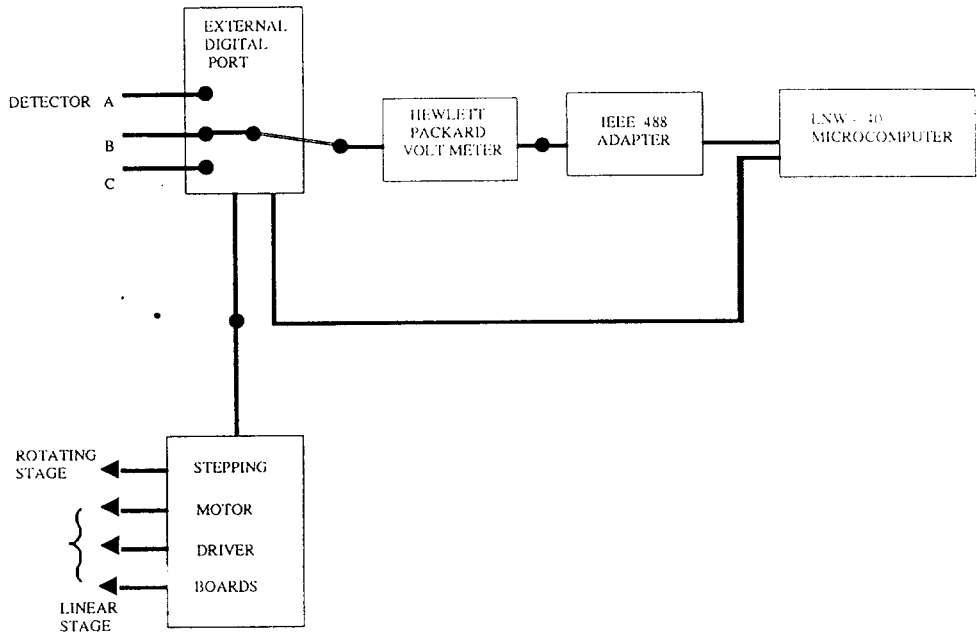 EXTERNAL
DIGITAL
PORT
DETECTOR A
B
C
HEWLETT
PACKARD
VOLT METER
IEEE 488
ADAPTER
MICROCOMPUTER
ROTATING
STAGE
STEPPING
MOTOR
DRIVER
BOARDS
LINEAR
STAGE